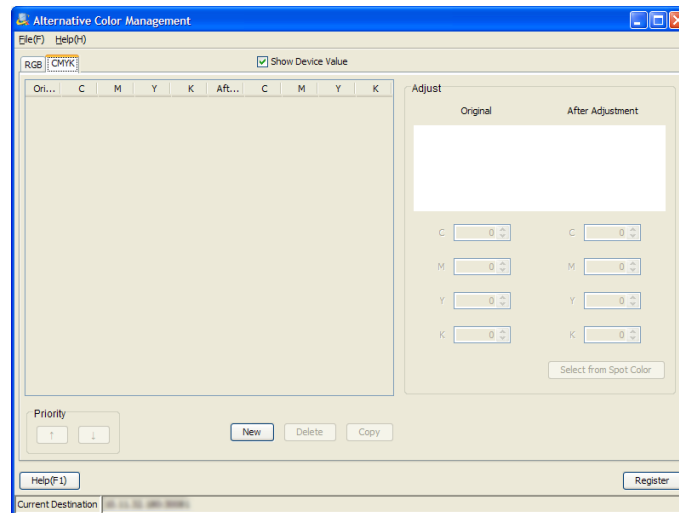 Alternative Color Management
File(F) Help(H)
RGB CMYK Show Device Value
Ori... C M Y K Aft... C M Y K
Adjust
Original After Adjustment
C 0 C 0
M 0 M 0
Y 0 Y 0
K 0 K 0
Select from Spot Color
Priority
↑ ↓ New Delete Copy
Help(F1) Register
Current Destination